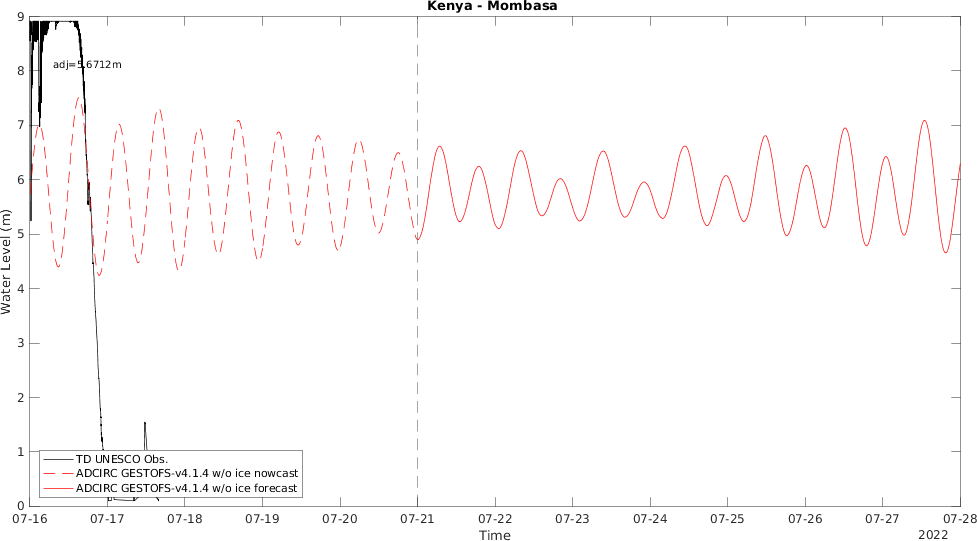 Kenya - Mombasa
9
8
7
6
5
4
3
2
1
0
Water Level (m)
adj=5.6712m
TD UNESCO Obs.
ADCIRC GESTOFS-v4.1.4 w/o ice nowcast
ADCIRC GESTOFS-v4.1.4 w/o ice forecast
07-16 07-17 07-18 07-19 07-20 07-21 07-22 07-23 07-24 07-25 07-26 07-27 07-28
Time
2022